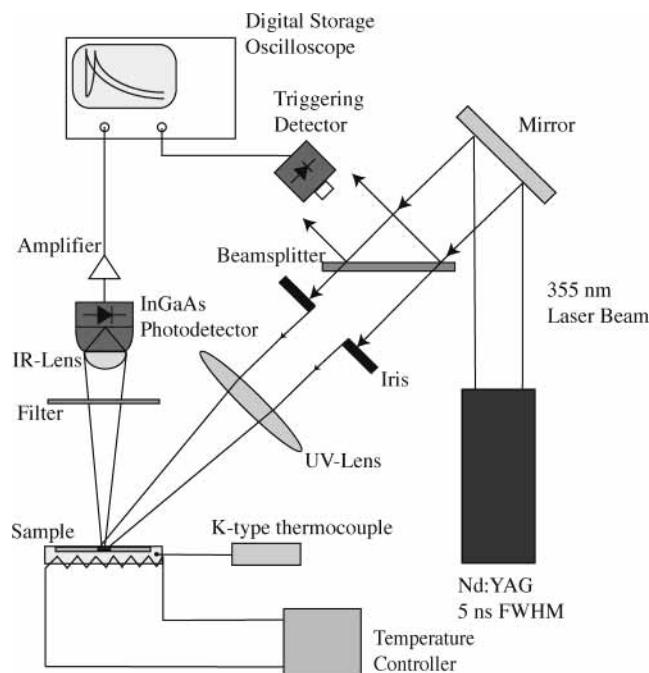 Digital Storage
Oscilloscope
Triggering
Detector
Mirror
Amplifier
Beamsplitter
InGaAs
Photodetector
355 nm
Laser Beam
IR-Lens
Iris
Filter
UV-Lens
Sample
K-type thermocouple
Nd:YAG
5 ns FWHM
Temperature
Controller